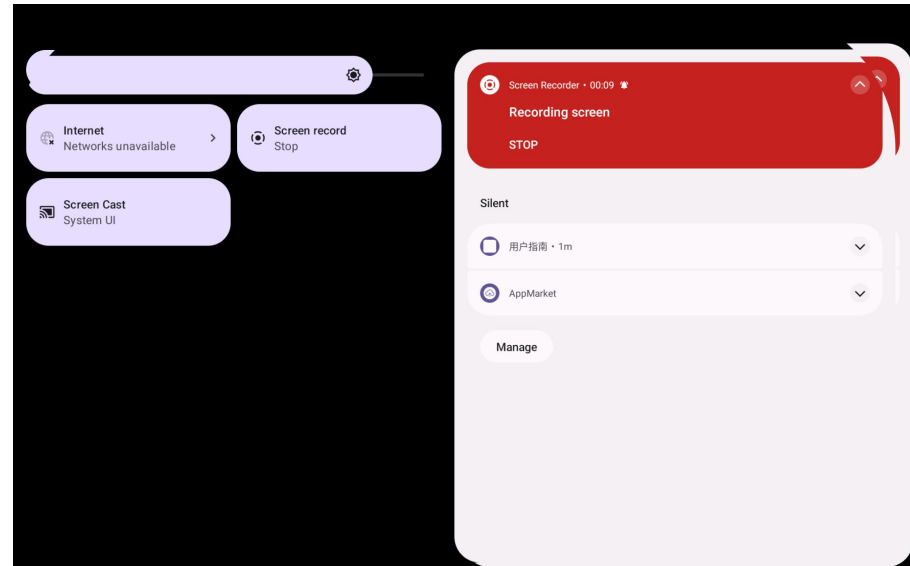 Internet
Networks unavailable
Screen record
Stop
Screen Cast
System UI
Screen Recorder • 00:09
Recording screen
STOP
Silent
用户指南 • 1m
AppMarket
Manage